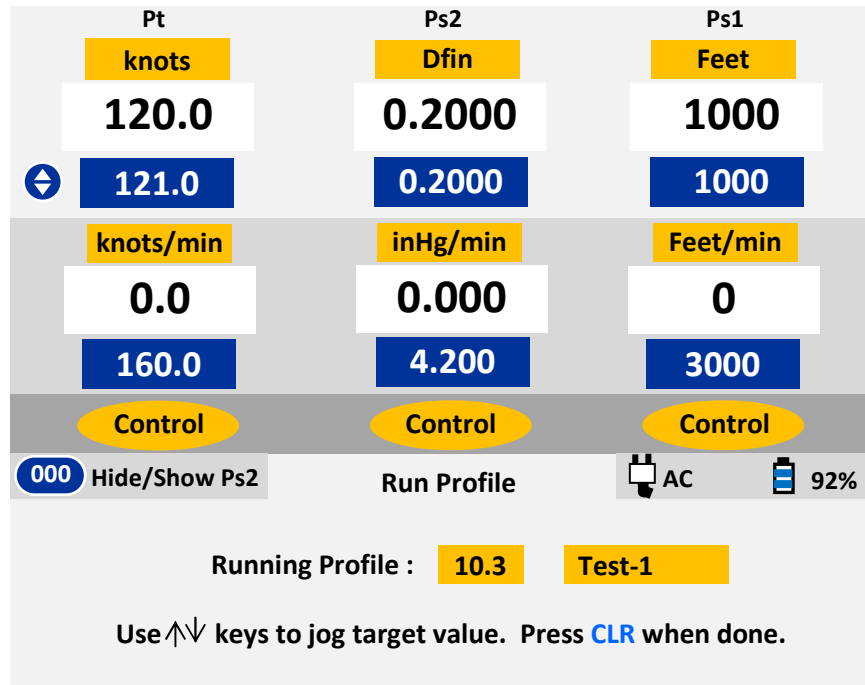 Pt Ps2 Ps1
knots Dfin Feet
120.0 0.2000 1000
121.0 0.2000 1000
knots/min inHg/min Feet/min
0.0 0.000 0
160.0 4.200 3000
Control Control Control
000 Hide/Show Ps2 Run Profile AC 92%
Running Profile : 10.3 Test-1
Use ↑↓ keys to jog target value. Press CLR when done.